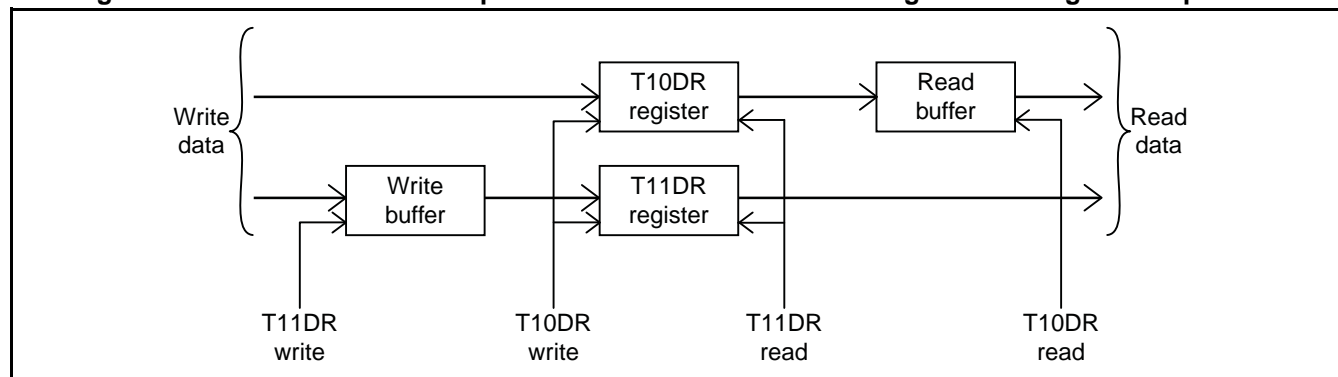 T10DR
register
Read
buffer
Write
data
Read
data
Write
buffer
T11DR
register
T11DR
write
T10DR
write
T11DR
read
T10DR
read